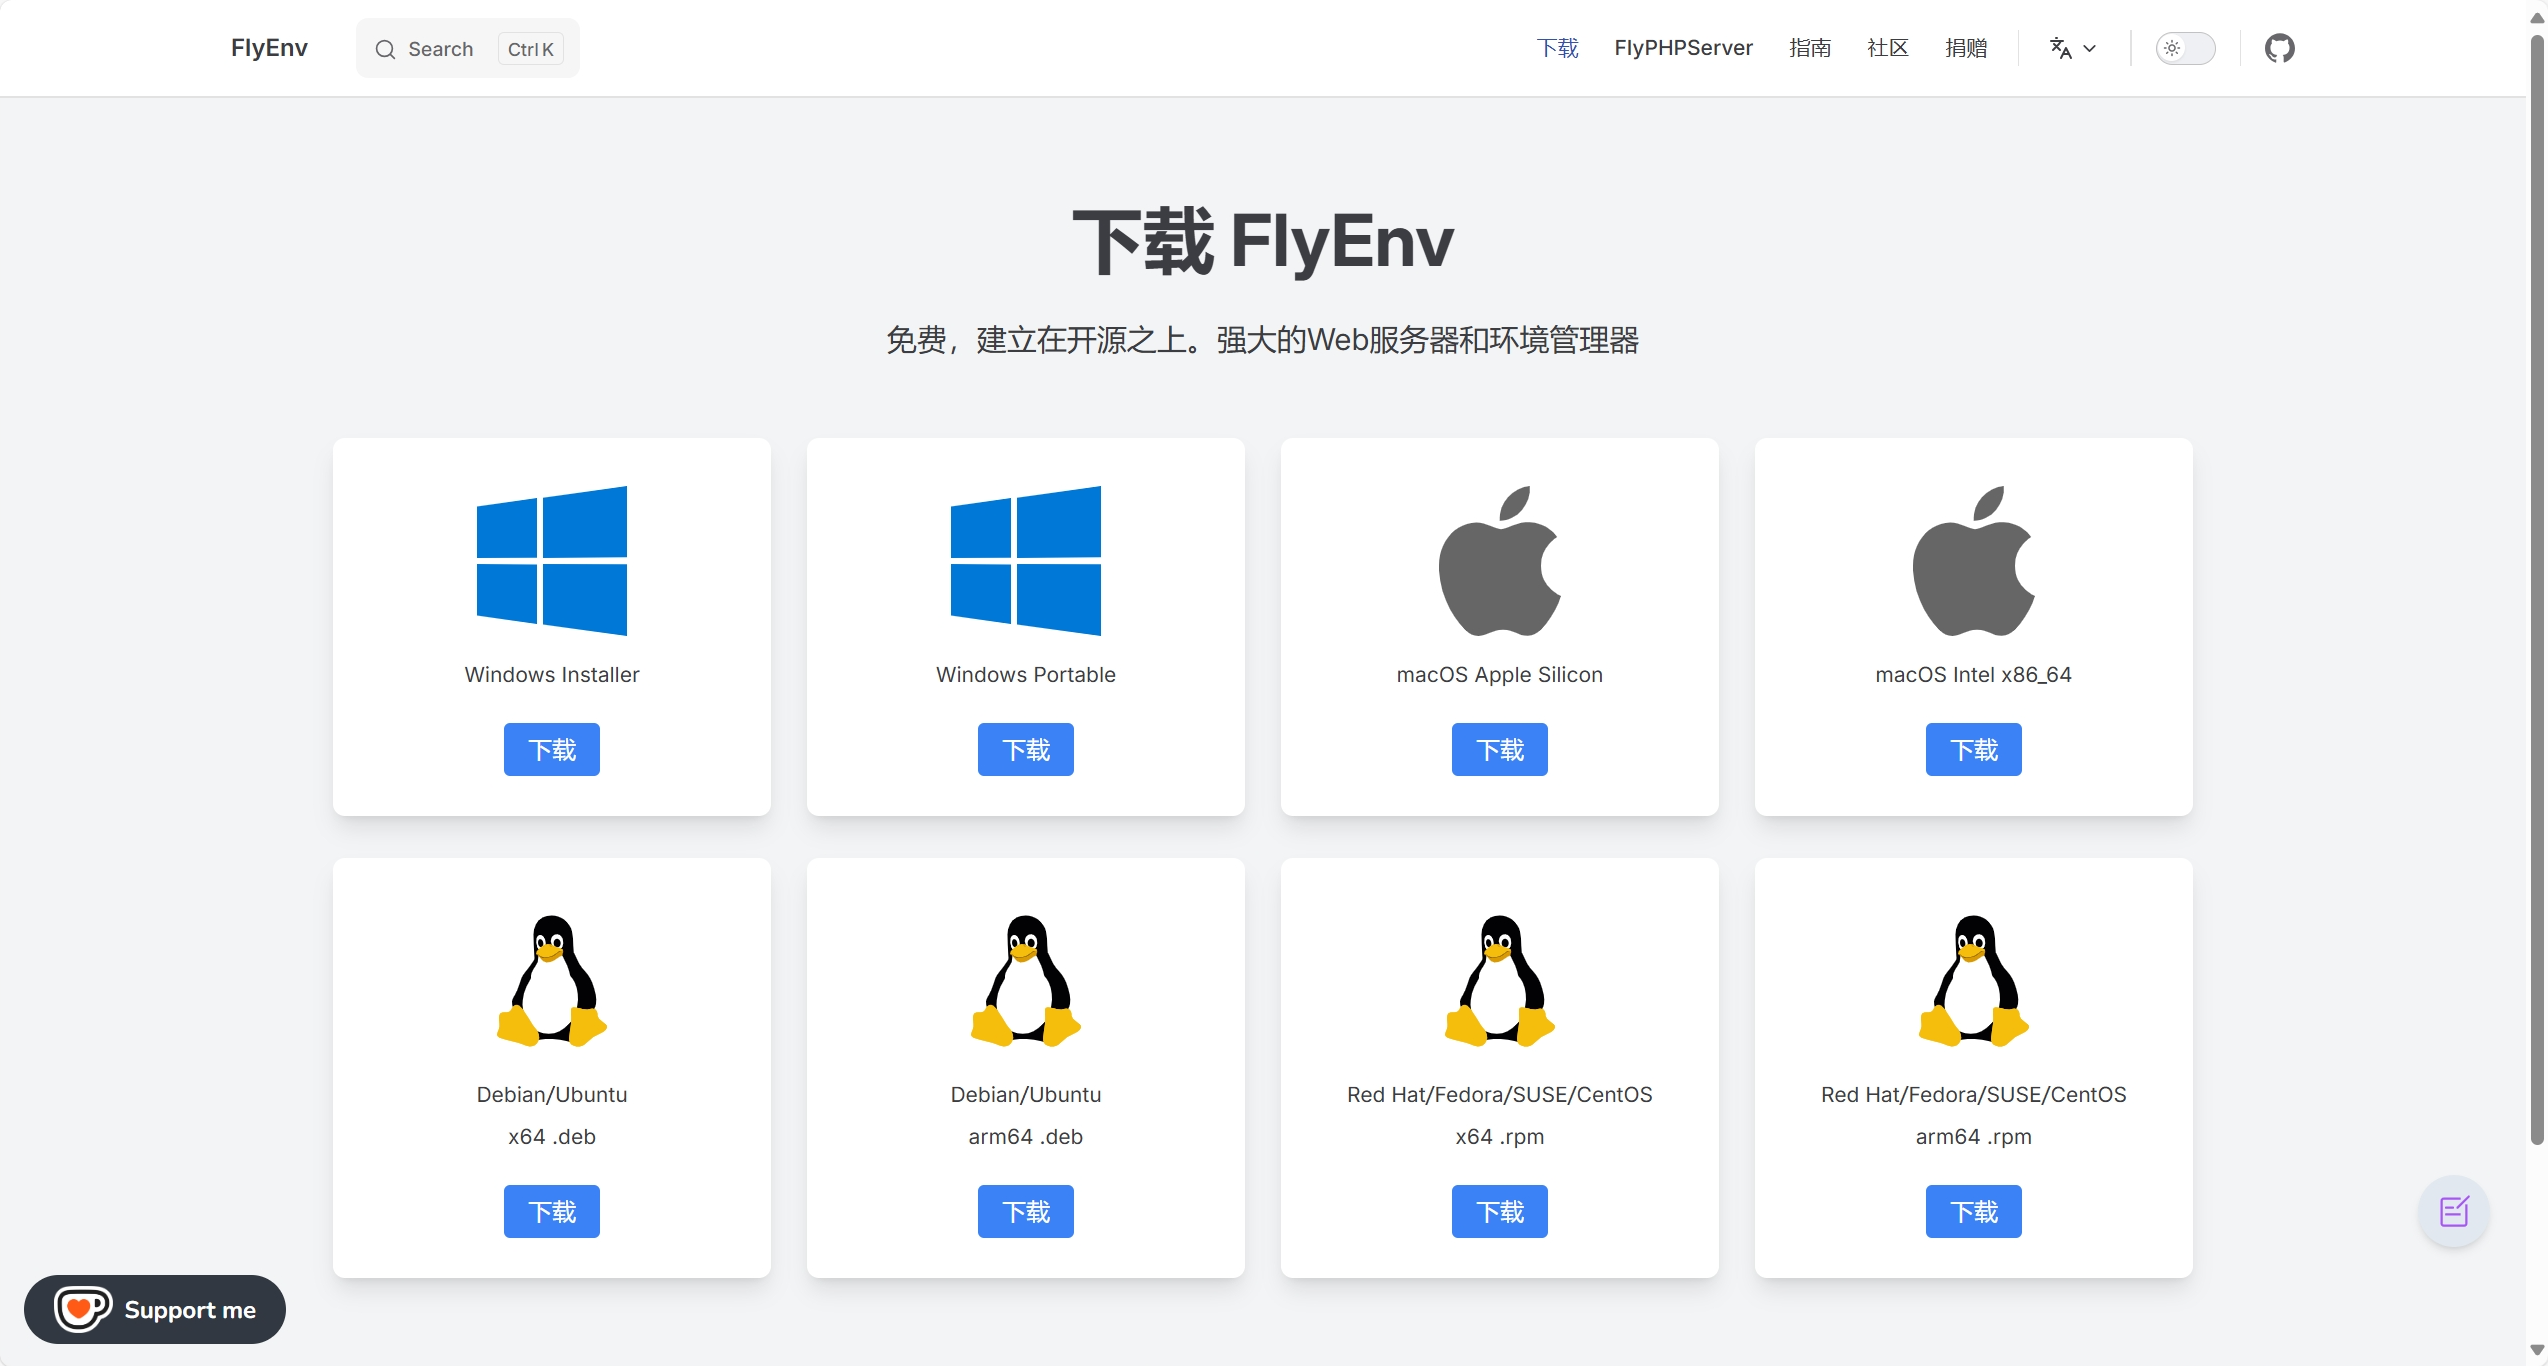 FlyEnv
Search Ctrl K
下载 FlyPHPServer 指南 社区 捐赠
下载 FlyEnv
免费，建立在开源之上。强大的Web服务器和环境管理器
Windows Installer
下载
Windows Portable
下载
macOS Apple Silicon
下载
macOS Intel x86_64
下载
Debian/Ubuntu
x64 .deb
下载
Debian/Ubuntu
arm64 .deb
下载
Red Hat/Fedora/SUSE/CentOS
x64 .rpm
下载
Red Hat/Fedora/SUSE/CentOS
arm64 .rpm
下载
Support me